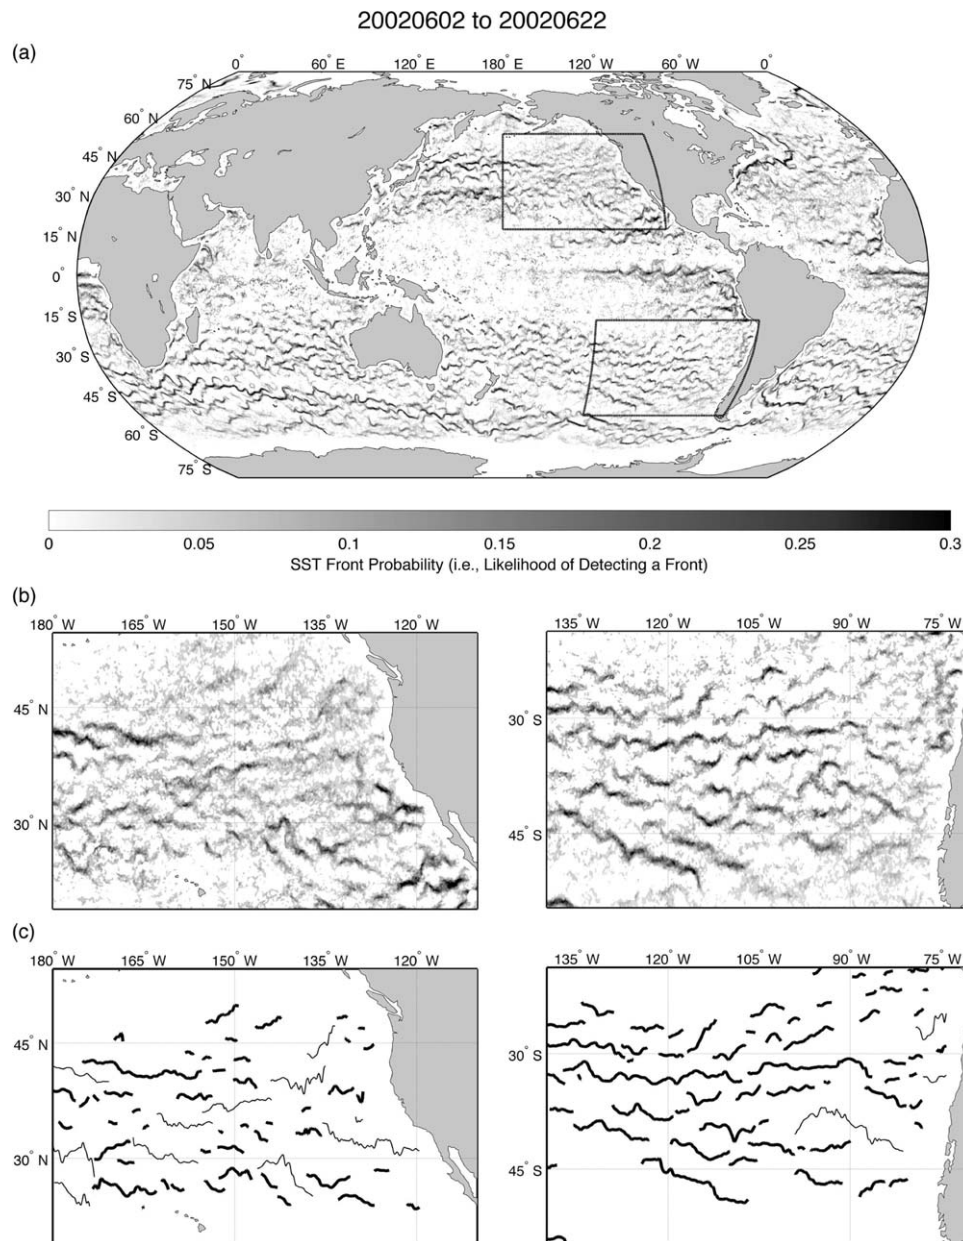 20020602 to 20020622
(a)
0° 60° E 120° E 180° E 120° W 60° W 0°
75° N
60° N
45° N
30° N
15° N
0°
15° S
30° S
45° S
60° S
75° S
0 0.05 0.1 0.15 0.2 0.25 0.3
SST Front Probability (i.e., Likelihood of Detecting a Front)
(b)
180° W 165° W 150° W 135° W 120° W
135° W 120° W 105° W 90° W 75° W
45° N
30° N
30° S
45° S
(c)
180° W 165° W 150° W 135° W 120° W
135° W 120° W 105° W 90° W 75° W
45° N
30° N
30° S
45° S